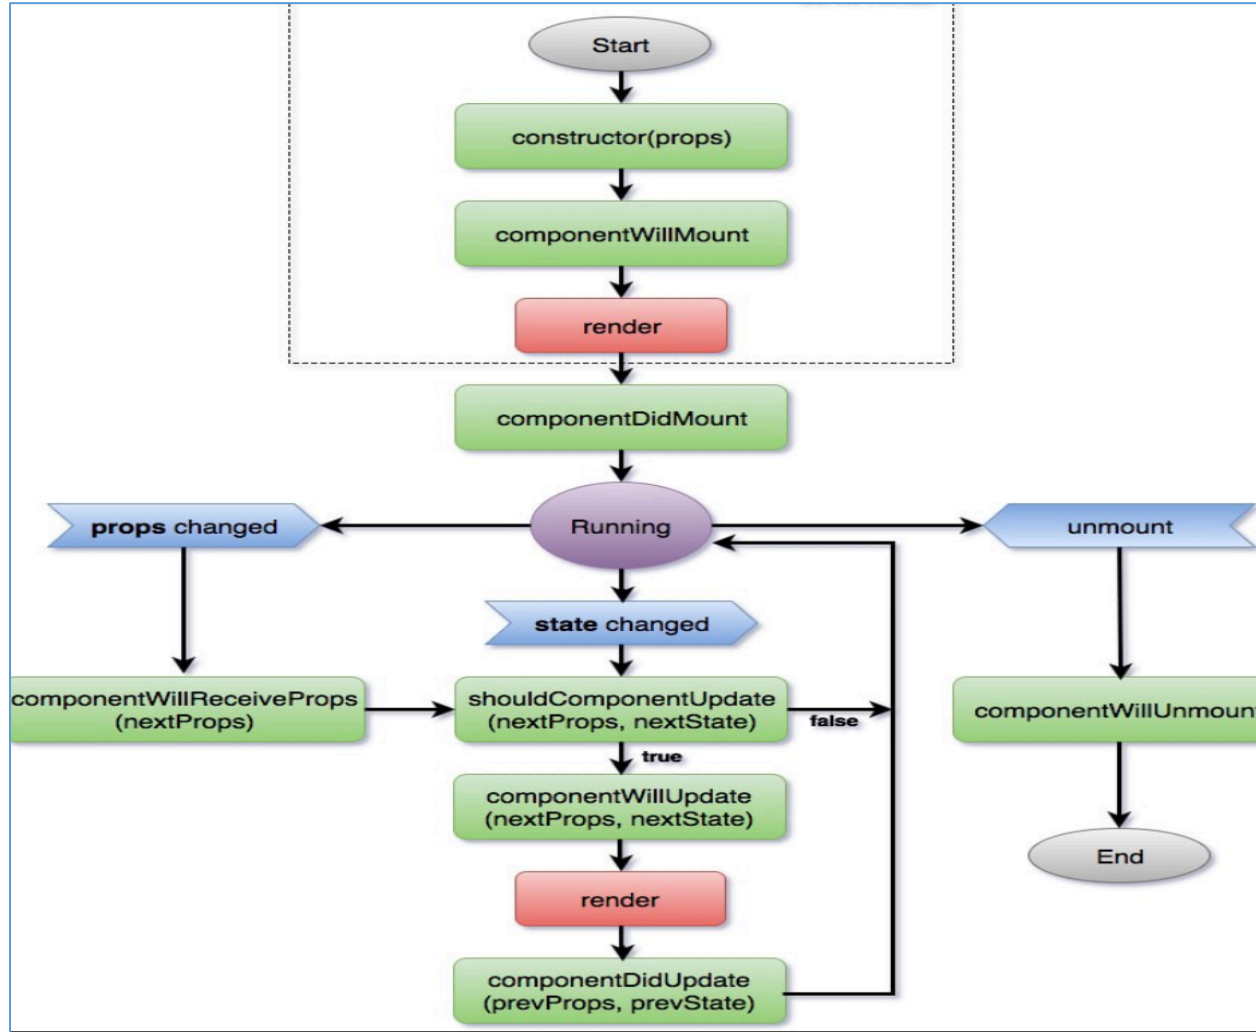 Start
constructor(props)
componentWillMount
render
componentDidMount
props changed
Running
unmount
state changed
componentWillReceiveProps
(nextProps)
shouldComponentUpdate
(nextProps, nextState)
false
componentWillUnmount
true
componentWillUpdate
(nextProps, nextState)
End
render
componentDidUpdate
(prevProps, prevState)